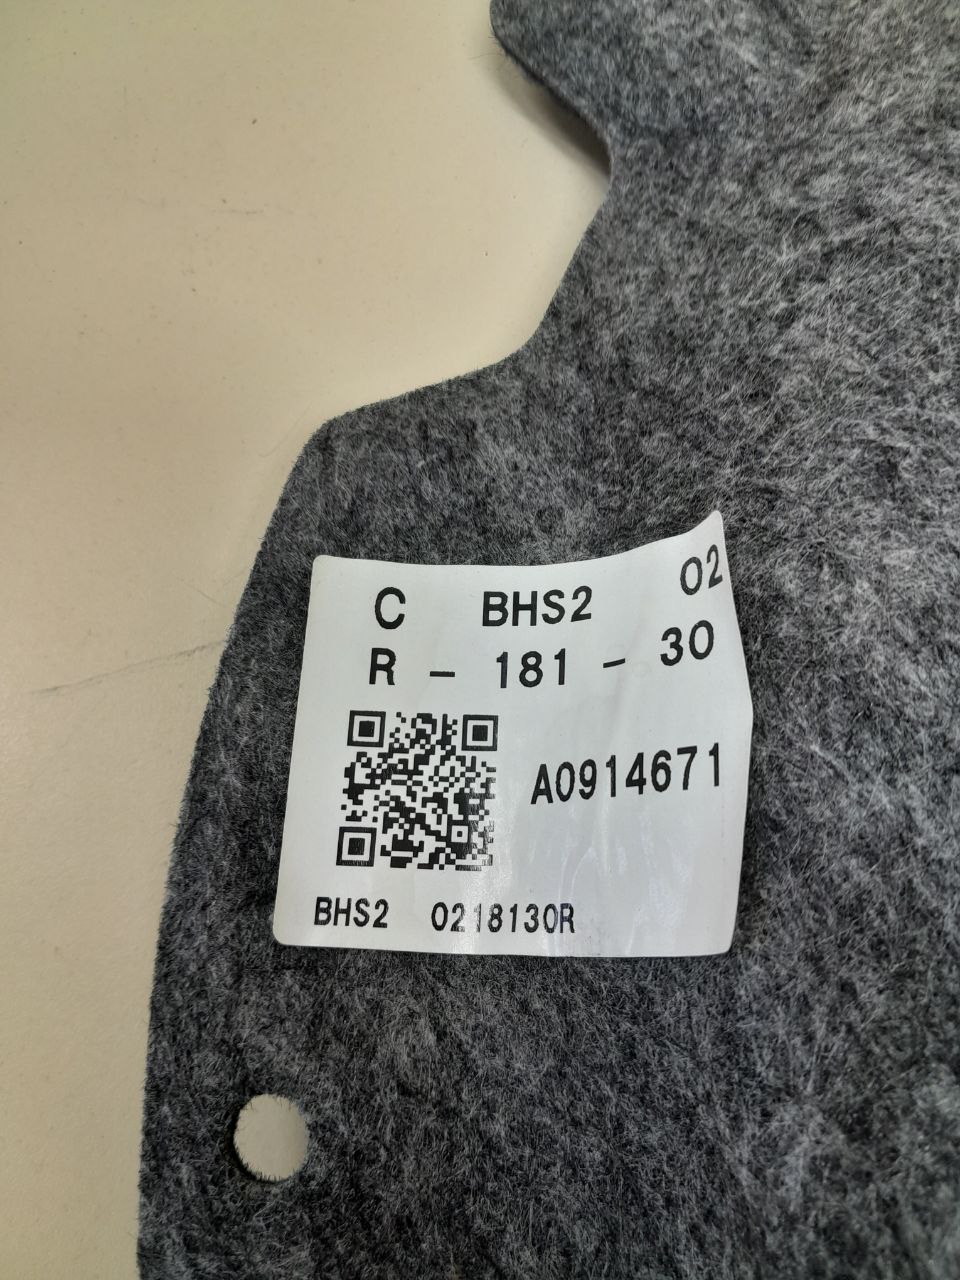 C BHS2 02
R - 181 - 30
A0914671
BHS2 0218130R